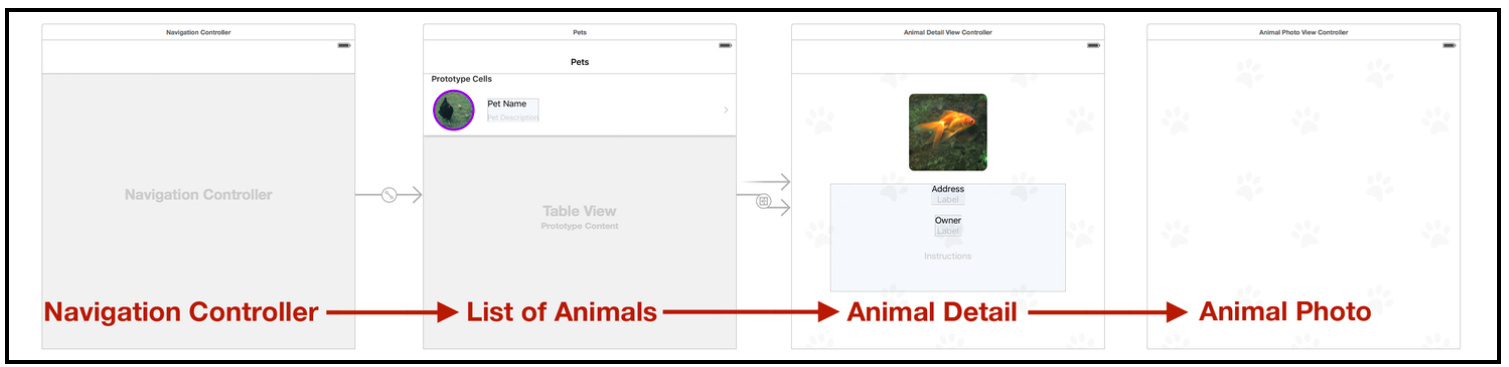 Navigation Controller
Pets
Animal Detail View Controller
Animal Photo View Controller
Pets
Prototype Cells
Pet Name
Pet Description
Navigation Controller
Table View
Prototype Content
Address
Label
Owner
Label
Instructions
Navigation Controller
List of Animals
Animal Detail
Animal Photo